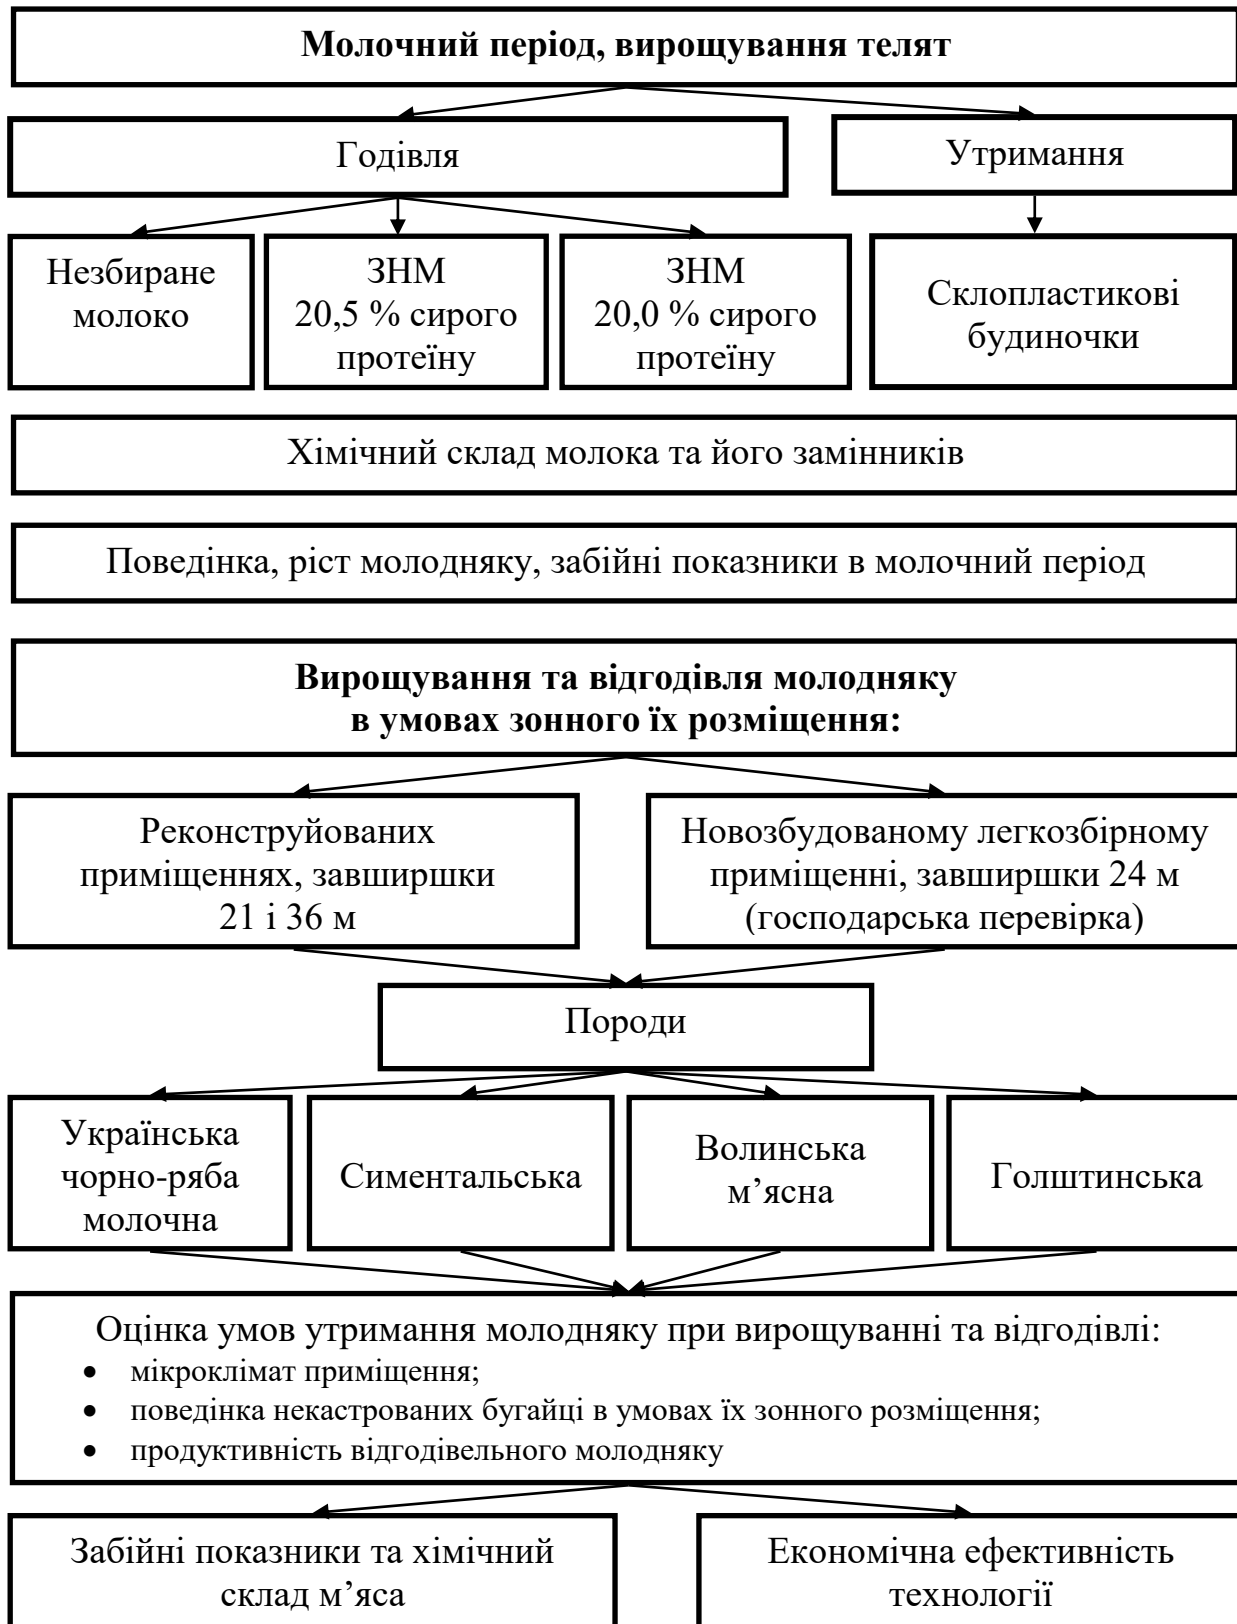 Молочний період, вирощування телят
Годівля
Утримання
Незбиране
молоко
ЗНМ
20,5 % сирого
протеїну
ЗНМ
20,0 % сирого
протеїну
Склопластикові
будиночки
Хімічний склад молока та його замінників
Поведінка, ріст молодняку, забійні показники в молочний період
Вирощування та відгодівля молодняку
в умовах зонного їх розміщення:
Реконструйованих
приміщеннях, завширшки
21 і 36 м
Новозбудованому легкозбірному
приміщенні, завширшки 24 м
(господарська перевірка)
Породи
Українська
чорно-ряба
молочна
Симентальська
Волинська
м’ясна
Голштинська
Оцінка умов утримання молодняку при вирощуванні та відгодівлі:
• мікроклімат приміщення;
• поведінка некастрованих бугайці в умовах їх зонного розміщення;
• продуктивність відгодівельного молодняку
Забійні показники та хімічний
склад м’яса
Економічна ефективність
технології